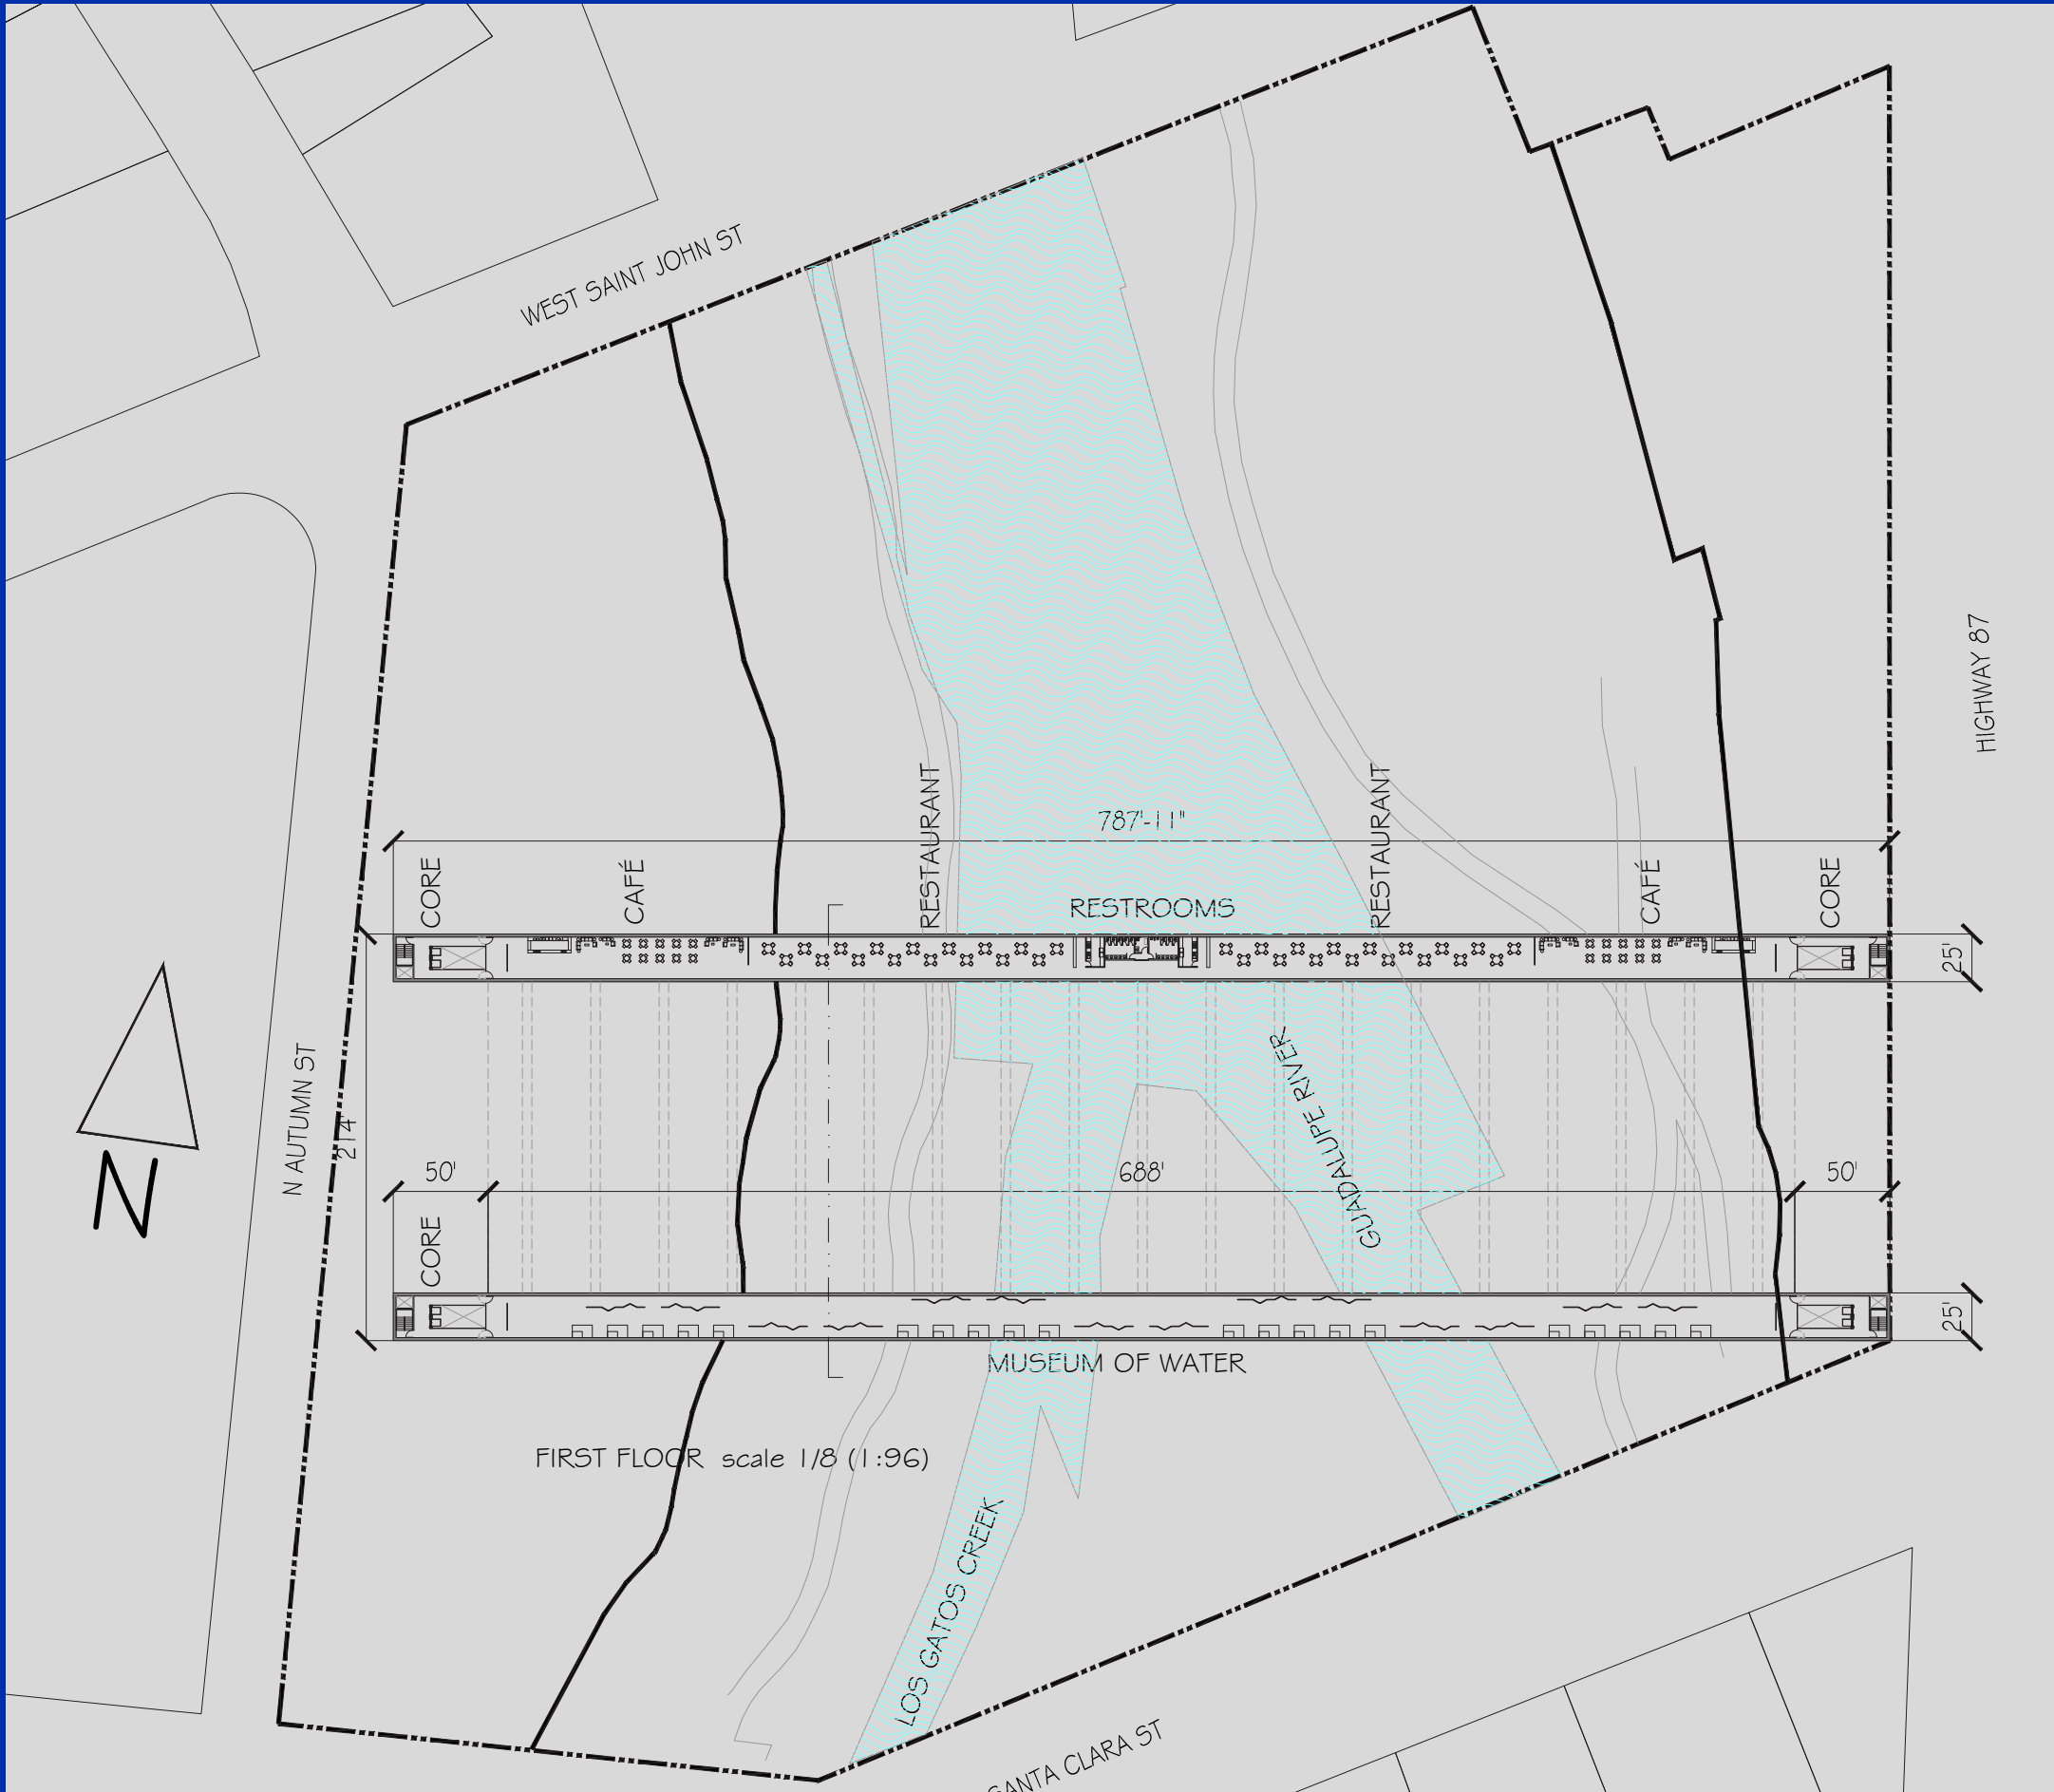 WEST SAINT JOHN ST
HIGHWAY 87
787'-11"
CORE
CAFÉ
RESTAURANT
RESTROOMS
RESTAURANT
CAFÉ
CORE
25'
N AUTUMN ST
214'
GUADALUPE RIVER
50'
688'
50'
N
CORE
25'
MUSEUM OF WATER
FIRST FLOOR scale 1/8 (1:96)
LOS GATOS CREEK
SANTA CLARA ST